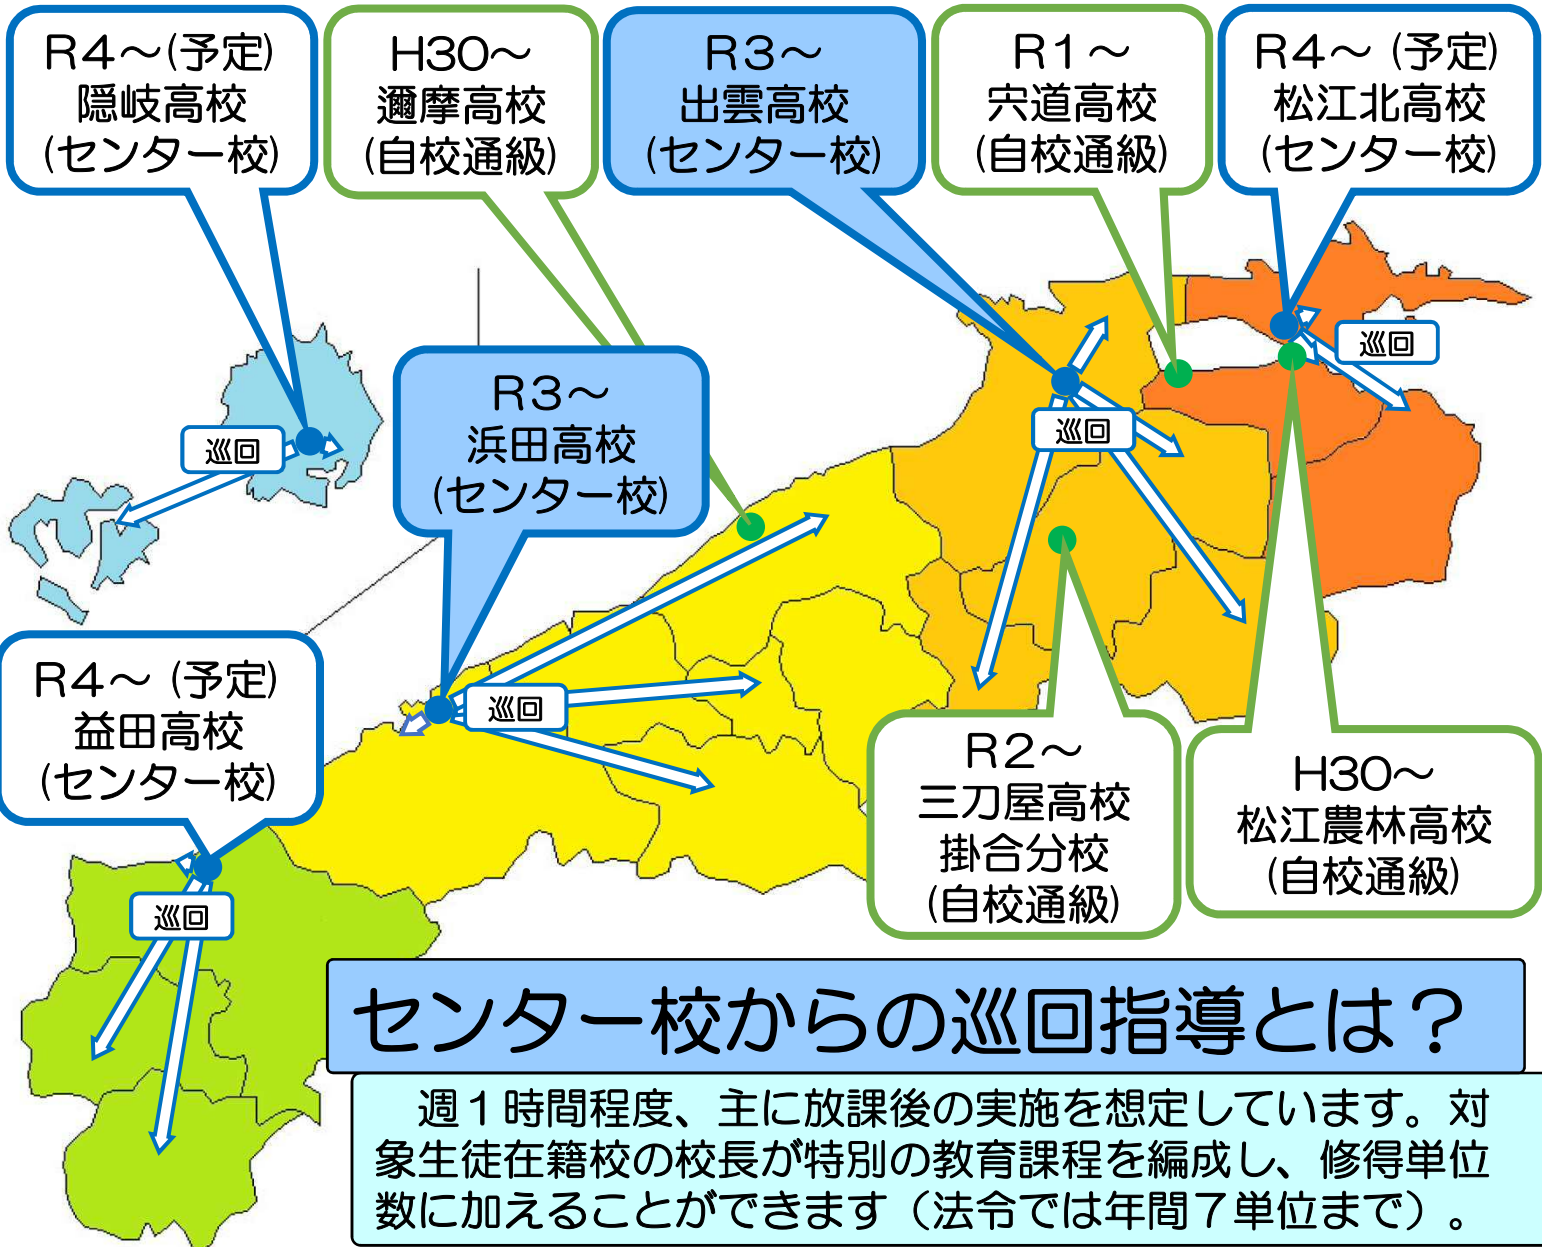 R4～(予定)
隠岐高校
(センター校)
H30～
邇摩高校
(自校通級)
R3～
出雲高校
(センター校)
R1～
宍道高校
(自校通級)
R4～ (予定)
松江北高校
(センター校)
巡回
巡回
巡回
R3～
浜田高校
(センター校)
巡回
R4～ (予定)
益田高校
(センター校)
巡回
R2～
三刀屋高校
掛合分校
(自校通級)
H30～
松江農林高校
(自校通級)
センター校からの巡回指導とは？
週１時間程度、主に放課後の実施を想定しています。対
象生徒在籍校の校長が特別の教育課程を編成し、修得単位
数に加えることができます（法令では年間７単位まで）。